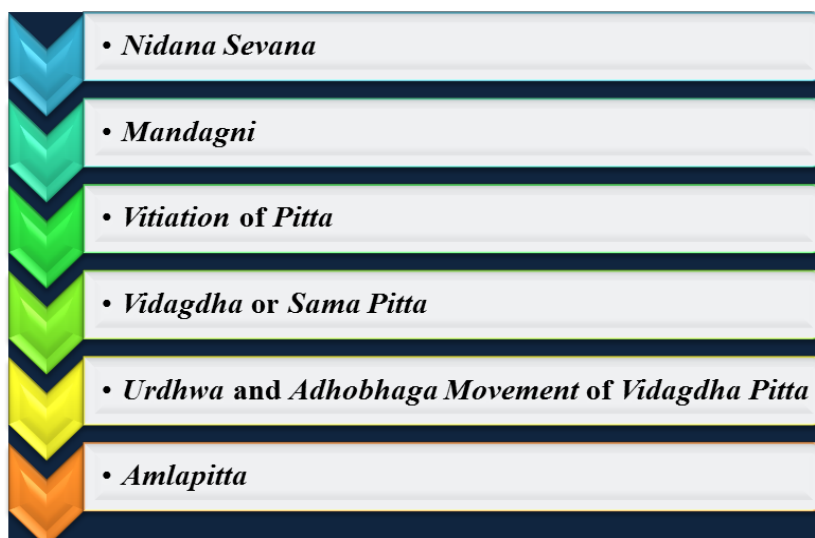 • Nidana Sevana
• Mandagni
• Vitiation of Pitta
• Vidagdha or Sama Pitta
• Urdhwa and Adhobhaga Movement of Vidagdha Pitta
• Amlapitta